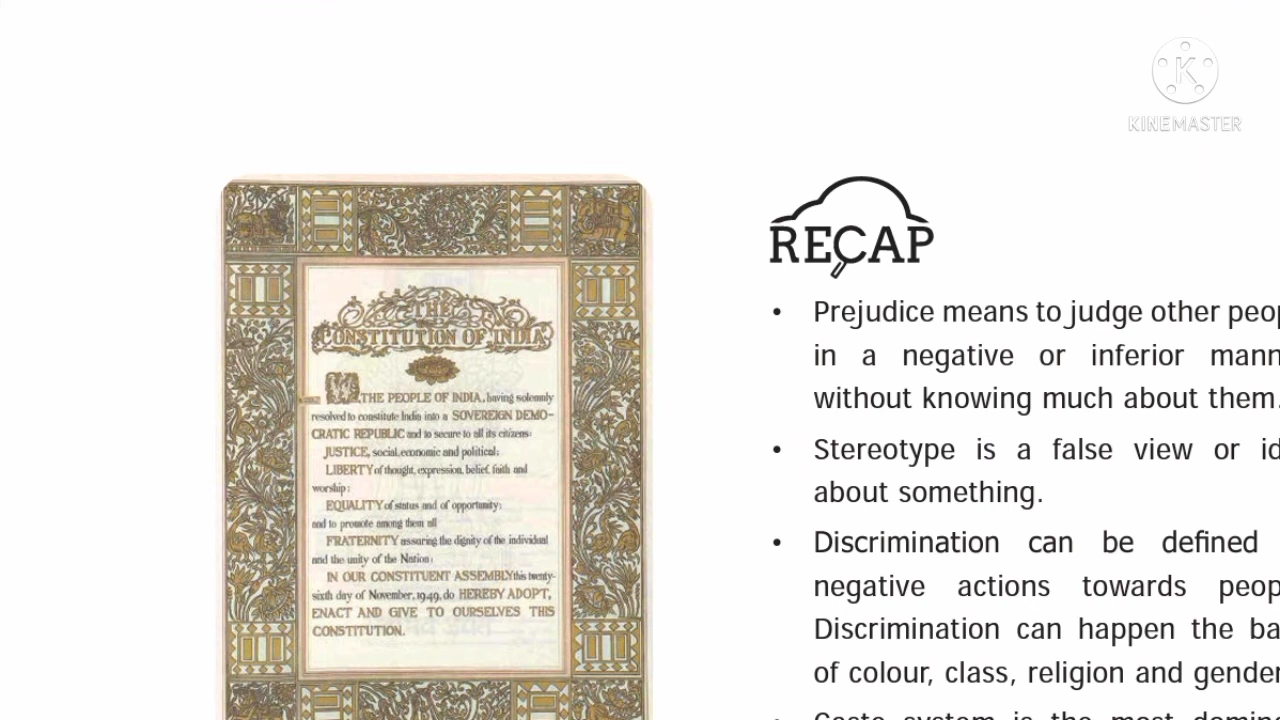 KINEMASTER
THE
CONSTITUTION OF INDIA
WE, THE PEOPLE OF INDIA, having solemnly
resolved to constitute India into a SOVEREIGN DEMO-
CRATIC REPUBLIC and to secure to all its citizens:
JUSTICE, social, economic and political;
LIBERTY of thought, expression, belief, faith and
worship;
EQUALITY of status and of opportunity;
and to promote among them all
FRATERNITY assuring the dignity of the individual
and the unity of the Nation;
IN OUR CONSTITUENT ASSEMBLY this twenty-
sixth day of November, 1949, do HEREBY ADOPT,
ENACT AND GIVE TO OURSELVES THIS
CONSTITUTION.
RECAP
• Prejudice means to judge other peop
in a negative or inferior mann
without knowing much about them.
• Stereotype is a false view or id
about something.
• Discrimination can be defined
negative actions towards peop
Discrimination can happen the ba
of colour, class, religion and gender
• Caste system is the most domin